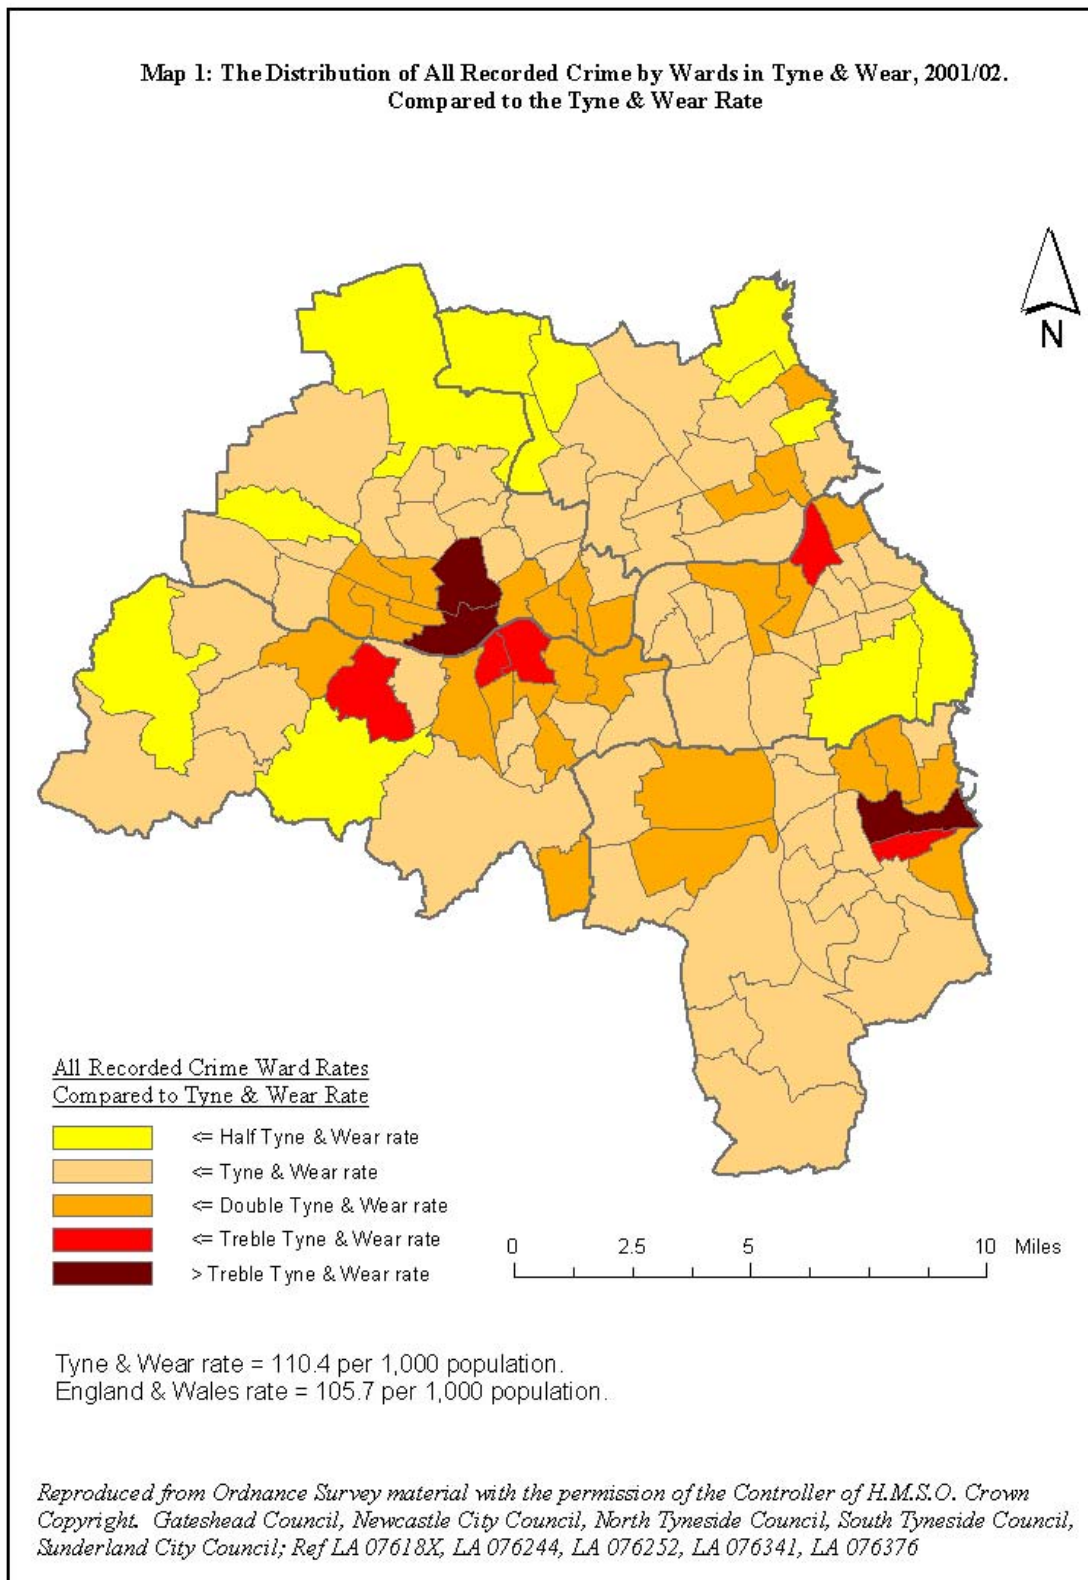 Map 1: The Distribution of All Recorded Crime by Wards in Tyne & Wear, 2001/02.
Compared to the Tyne & Wear Rate
N
All Recorded Crime Ward Rates
Compared to Tyne & Wear Rate
<= Half Tyne & Wear rate
<= Tyne & Wear rate
<= Double Tyne & Wear rate
<= Treble Tyne & Wear rate
> Treble Tyne & Wear rate
0 2.5 5 10 Miles
Tyne & Wear rate = 110.4 per 1,000 population.
England & Wales rate = 105.7 per 1,000 population.
Reproduced from Ordnance Survey material with the permission of the Controller of H.M.S.O. Crown
Copyright. Gateshead Council, Newcastle City Council, North Tyneside Council, South Tyneside Council,
Sunderland City Council; Ref LA 07618X, LA 076244, LA 076252, LA 076341, LA 076376